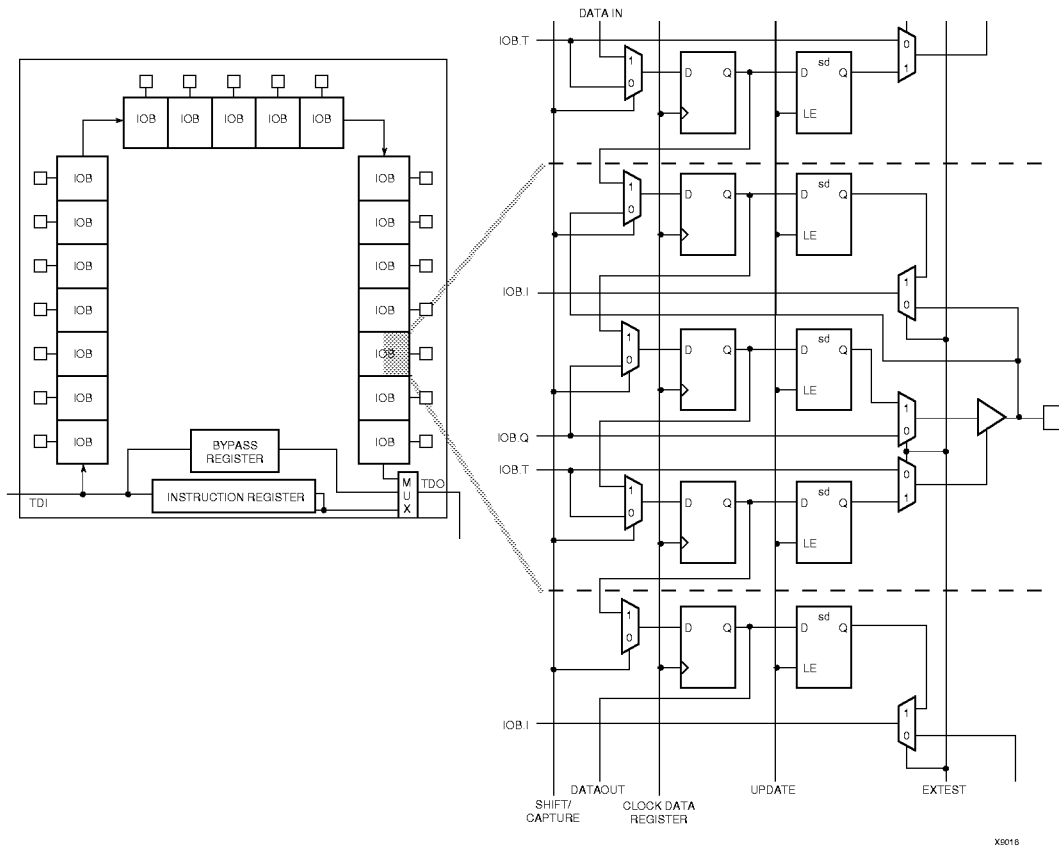 DATA IN
IOB.T
1
0
D Q
D sd Q
LE
0
1
IOB IOB IOB IOB IOB
IOB
IOB
IOB
IOB
IOB
IOB
IOB
IOB
IOB
IOB
IOB
IOB
IOB
IOB
BYPASS
REGISTER
INSTRUCTION REGISTER
M
U
X
TDO
TDI
1
0
D Q
D sd Q
LE
IOB.I
1
0
1
0
D Q
D sd Q
LE
1
0
IOB.Q
IOB.T
0
1
1
0
D Q
D sd Q
LE
1
0
D Q
D sd Q
LE
IOB.I
1
0
DATAOUT
UPDATE
EXTEST
SHIFT/
CAPTURE
CLOCK DATA
REGISTER
X9016